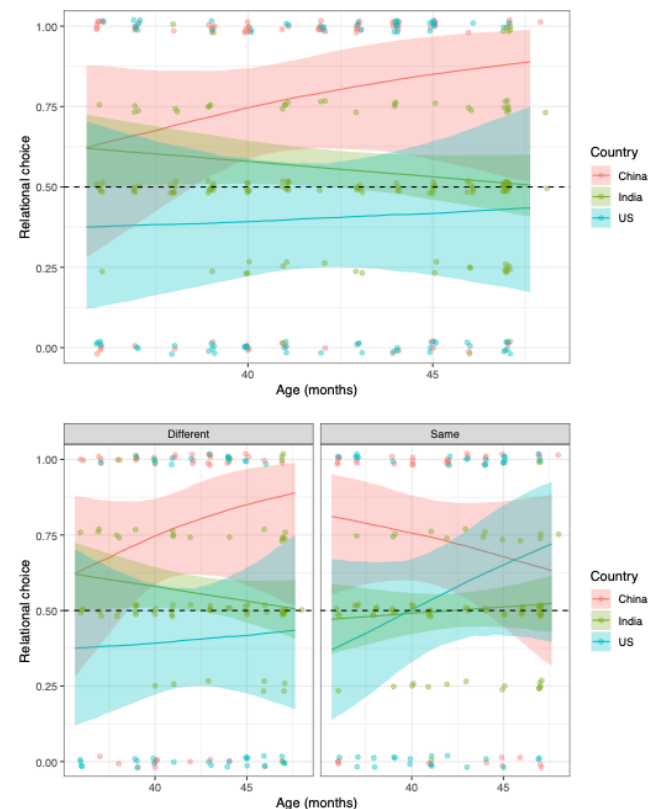 1.00
0.75
0.50
0.25
0.00
Relational choice
40
45
Age (months)
Country
China
India
US
Different
Same
1.00
0.75
0.50
0.25
0.00
Relational choice
40
45
40
45
Age (months)
Country
China
India
US